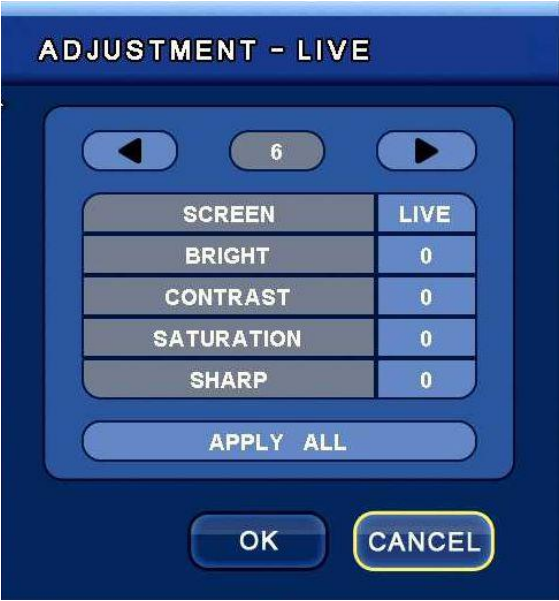 ADJUSTMENT - LIVE
6
SCREEN LIVE
BRIGHT 0
CONTRAST 0
SATURATION 0
SHARP 0
APPLY ALL
OK CANCEL